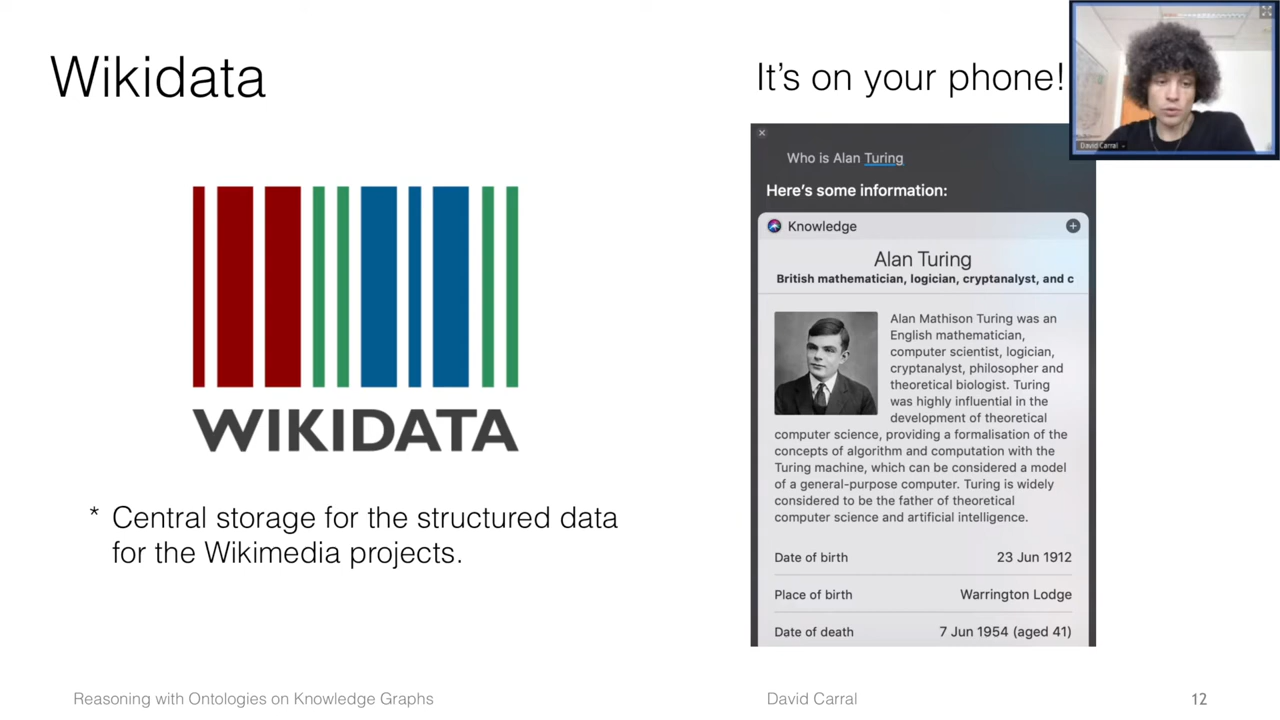 Wikidata
It's on your phone!
David Carral
Who is Alan Turing
Here's some information:
Knowledge
Alan Turing
British mathematician, logician, cryptanalyst, and c
Alan Mathison Turing was an
English mathematician,
computer scientist, logician,
cryptanalyst, philosopher and
theoretical biologist. Turing
was highly influential in the
development of theoretical
computer science, providing a formalisation of the
concepts of algorithm and computation with the
Turing machine, which can be considered a model
of a general-purpose computer. Turing is widely
considered to be the father of theoretical
computer science and artificial intelligence.
Date of birth 23 Jun 1912
Place of birth Warrington Lodge
Date of death 7 Jun 1954 (aged 41)
WIKIDATA
* Central storage for the structured data
for the Wikimedia projects.
Reasoning with Ontologies on Knowledge Graphs David Carral 12